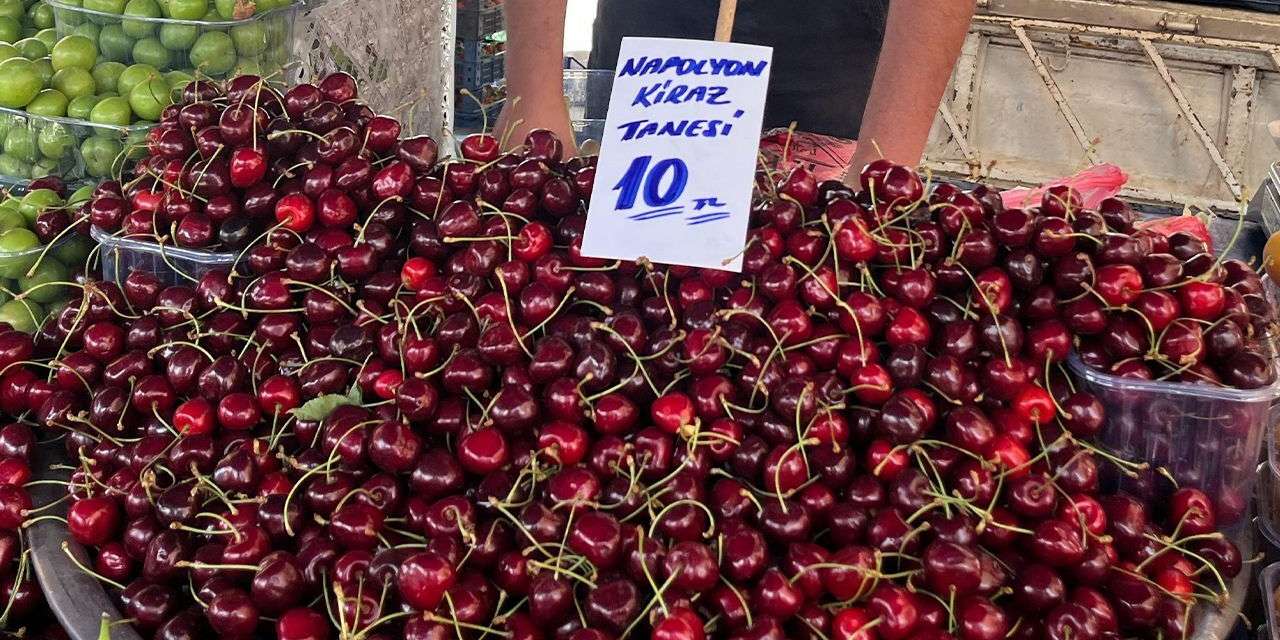 NAPOLYON
KİRAZ
TANESİ
10 TL